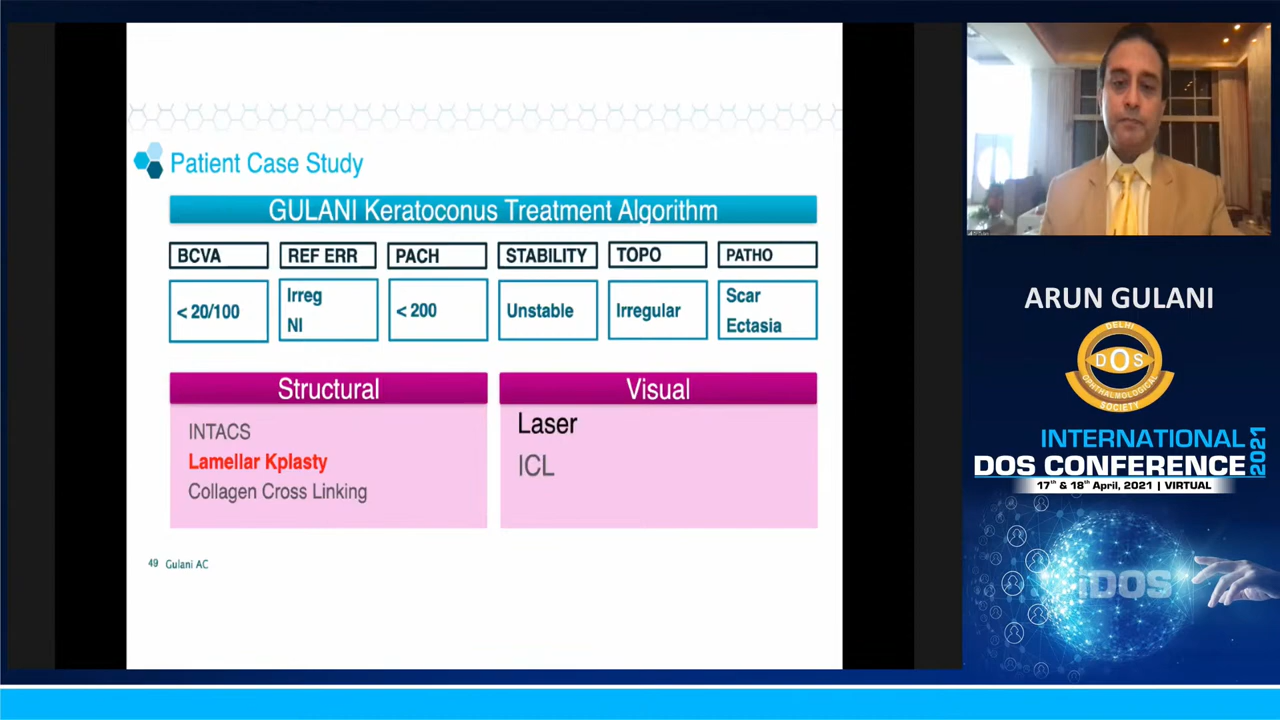 Patient Case Study
GULANI Keratoconus Treatment Algorithm
BCVA
REF ERR
PACH
STABILITY
TOPO
PATHO
< 20/100
Irreg
NI
< 200
Unstable
Irregular
Scar
Ectasia
Structural
INTACS
Lamellar Kplasty
Collagen Cross Linking
Visual
Laser
ICL
49 Gulani AC
ARUN GULANI
DELHI
DOS
OPHTHALMOLOGICAL
SOCIETY
INTERNATIONAL
DOS CONFERENCE
2021
17th & 18th April, 2021 | VIRTUAL
iDOS